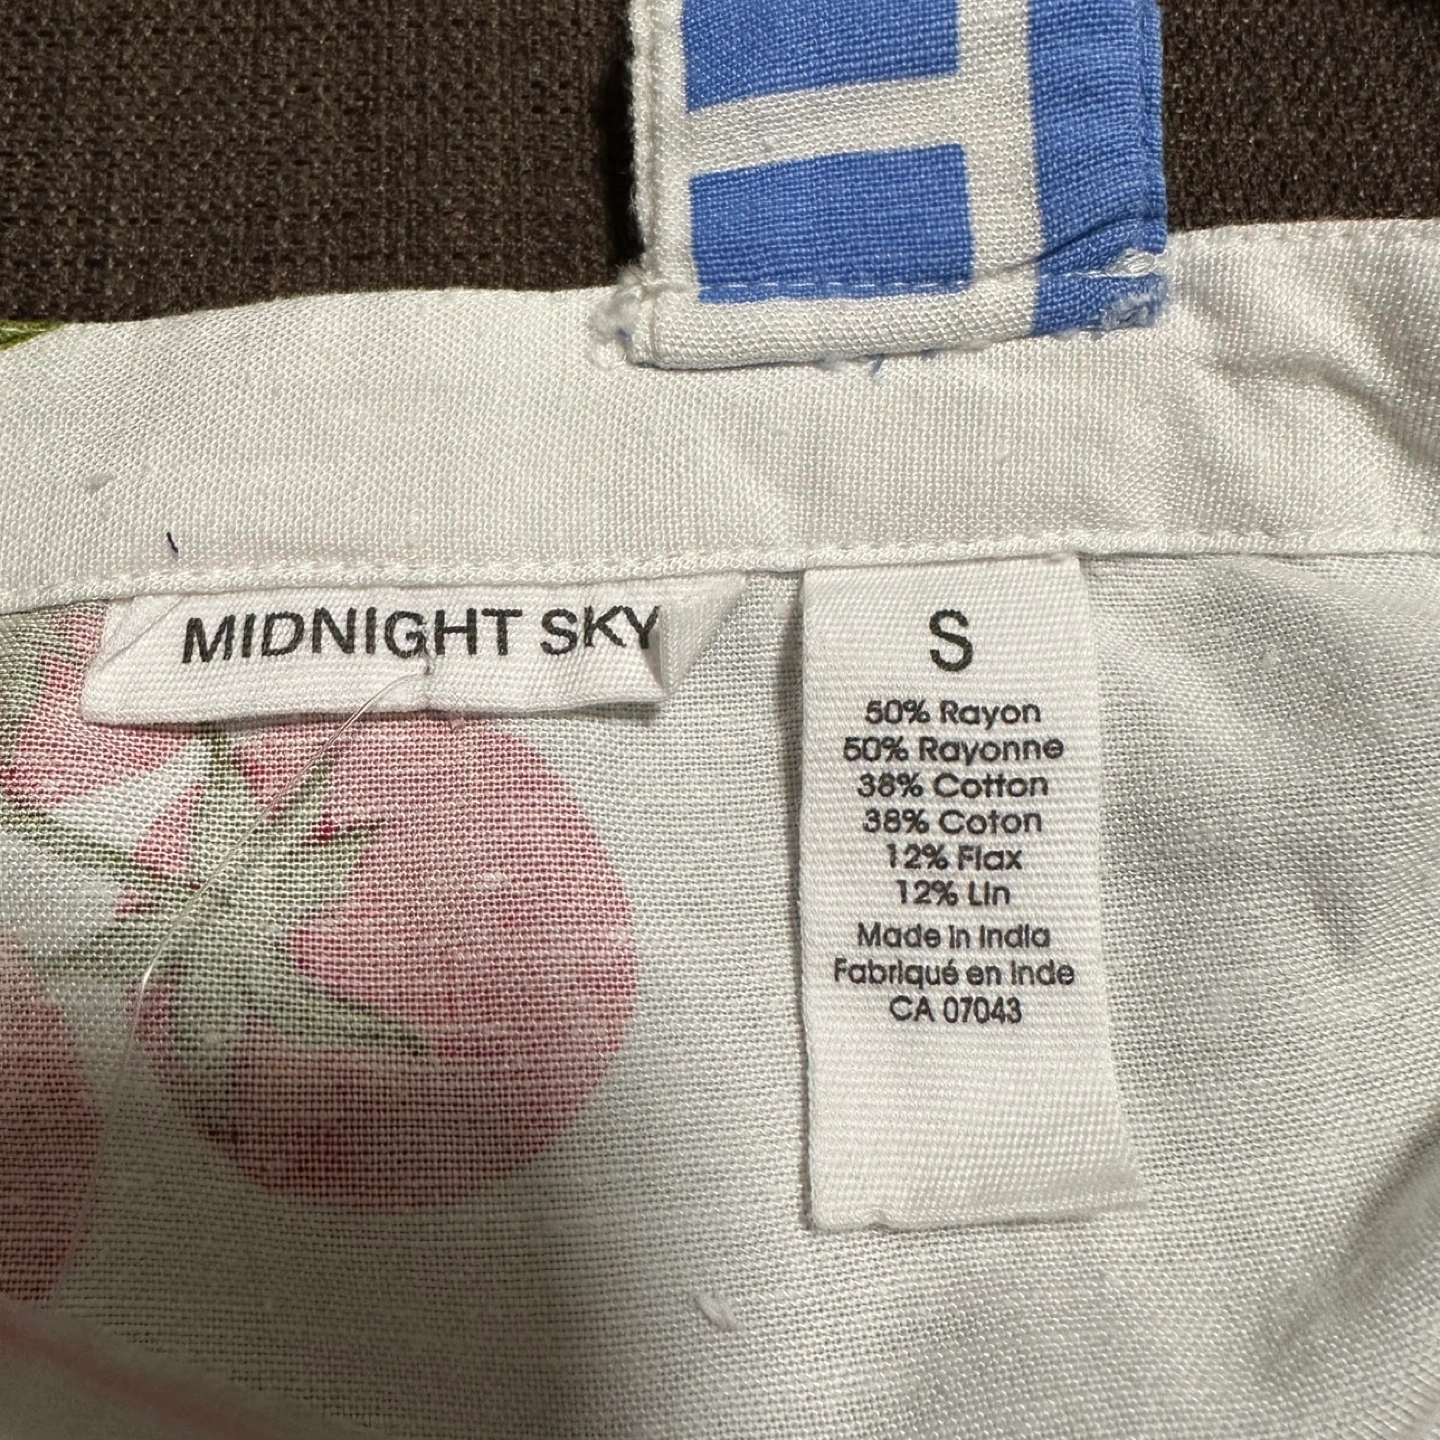 MIDNIGHT SKY
S
50% Rayon
50% Rayonne
38% Cotton
38% Coton
12% Flax
12% Lin
Made in India
Fabriqué en Inde
CA 07043